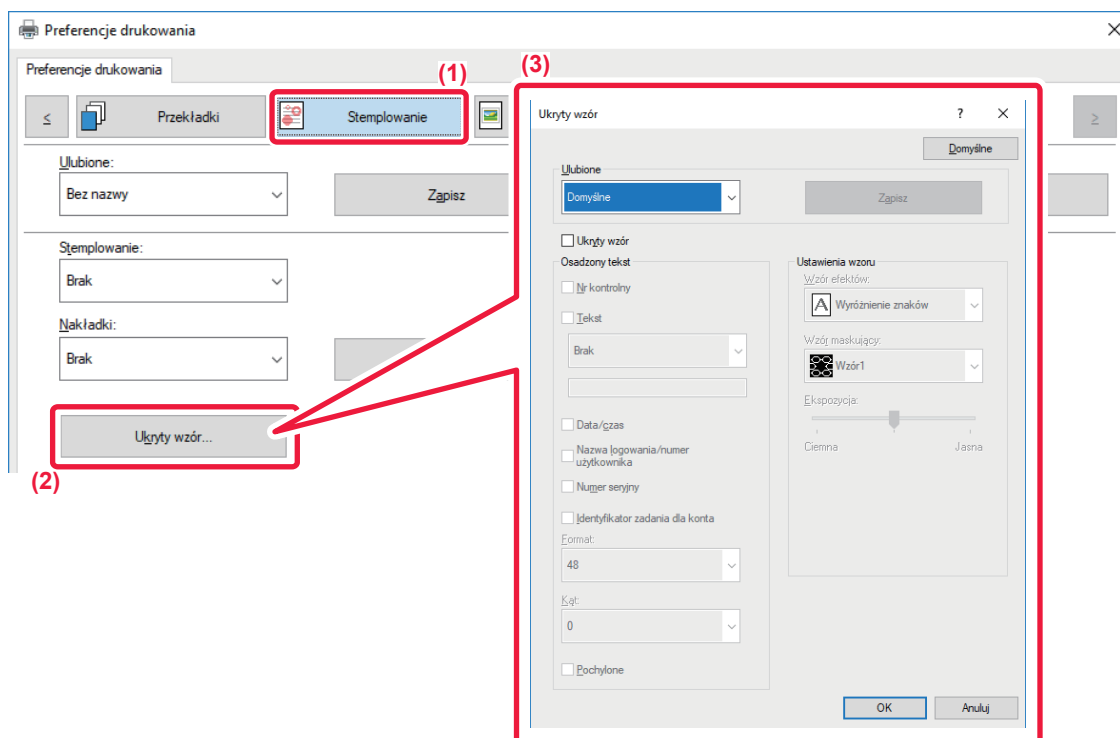 Preferencje drukowania
Preferencje drukowania
(1)
(3)
<
Przekładki
Stemplowanie
>
Ulubione:
Bez nazwy
Zapisz
Stemplowanie:
Brak
Nakładki:
Brak
Ukryty wzór...
(2)
Ukryty wzór
?
Domyślne
Ulubione
Domyślne
Zapisz
Ukryty wzór
Osadzony tekst
Nr kontrolny
Tekst
Brak
Data/czas
Nazwa logowania/numer
użytkownika
Numer seryjny
Identyfikator zadania dla konta
Format:
48
Kąt:
0
Pochylone
Ustawienia wzoru
Wzór efektów:
A
Wyróżnienie znaków
Wzór maskujący:
Wzór1
Ekspozycja:
Ciemna
Jasna
OK
Anuluj